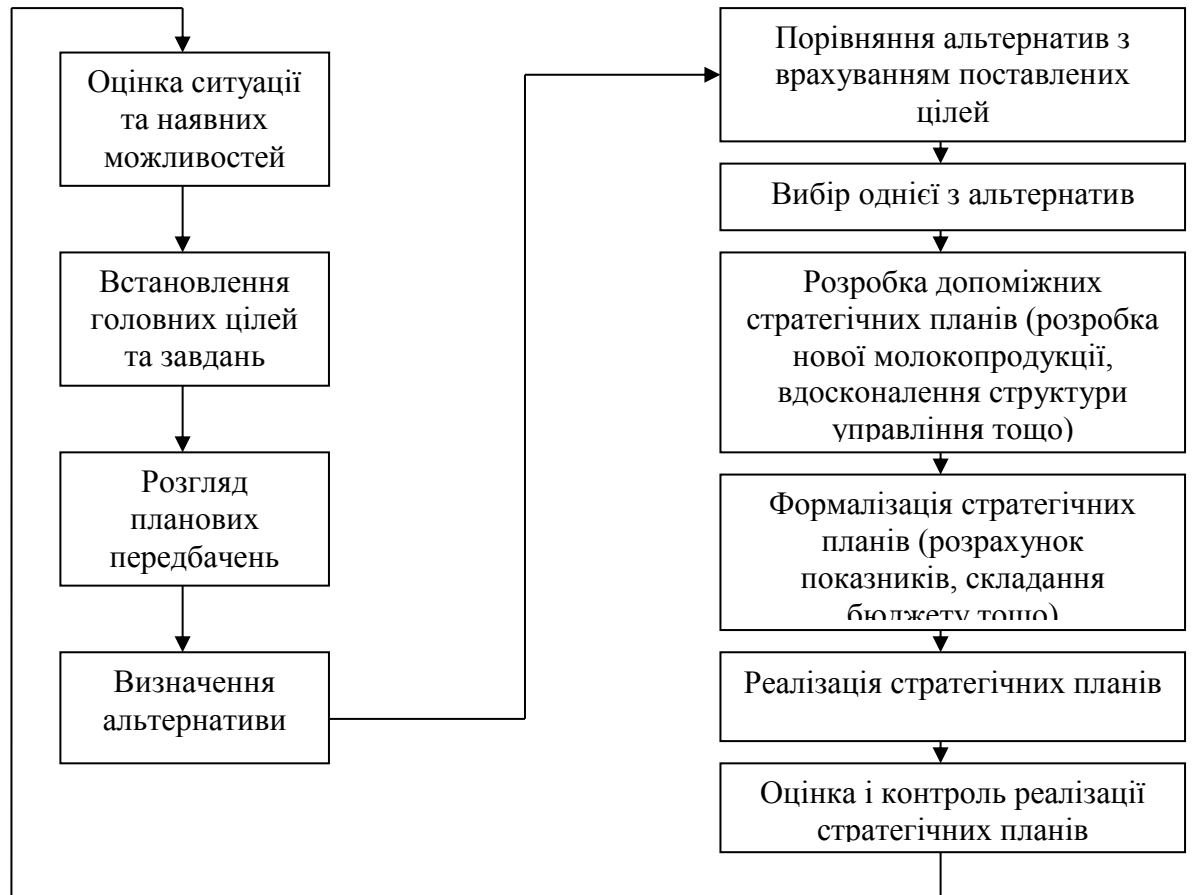 Оцінка ситуації
та наявних
можливостей
Встановлення
головних цілей
та завдань
Розгляд
планових
передбачень
Визначення
альтернативи
Порівняння альтернатив з
врахуванням поставлених
цілей
Вибір однієї з альтернатив
Розробка допоміжних
стратегічних планів (розробка
нової молокопродукції,
вдосконалення структури
управління тощо)
Формалізація стратегічних
планів (розрахунок
показників, складання
бюджету тощо)
Реалізація стратегічних планів
Оцінка і контроль реалізації
стратегічних планів